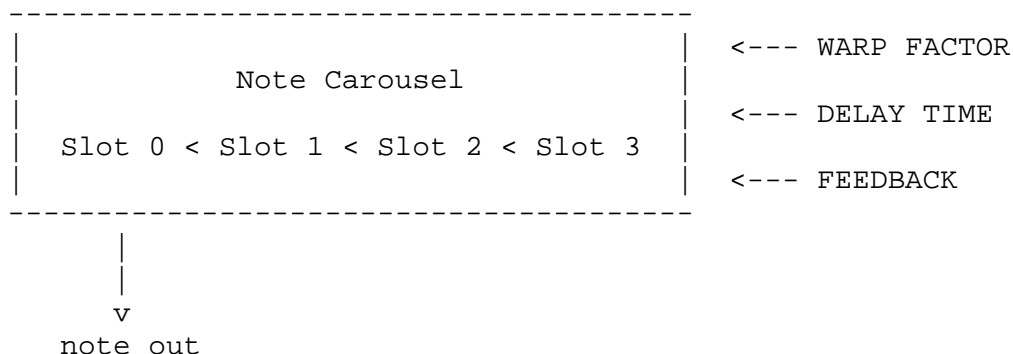 <--- WARP FACTOR
Note Carousel
<--- DELAY TIME
Slot 0 < Slot 1 < Slot 2 < Slot 3
<--- FEEDBACK
v
note out